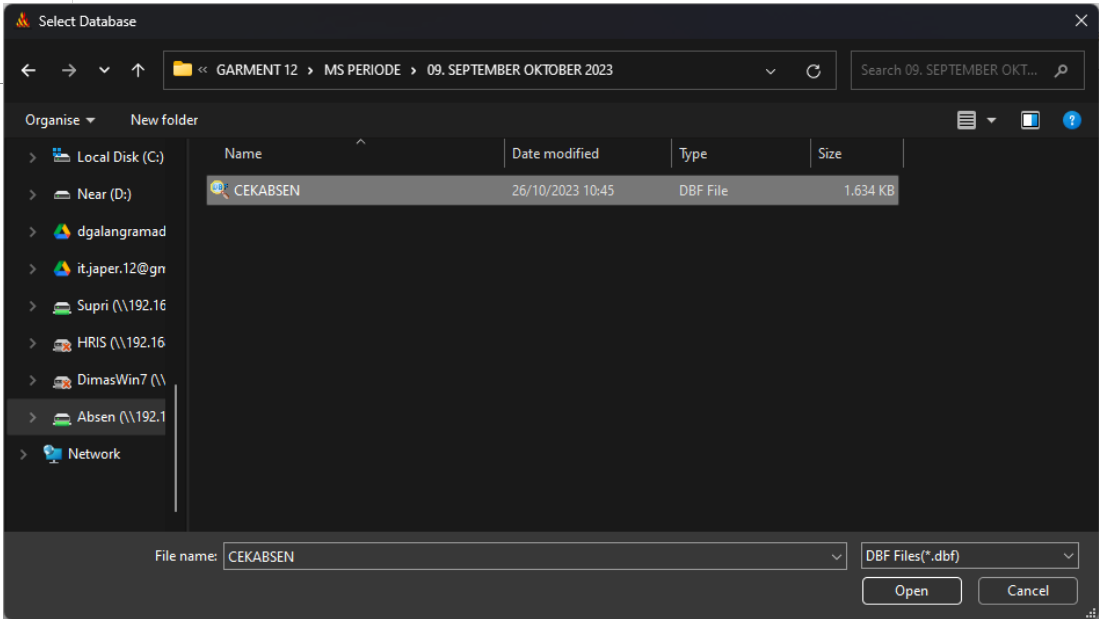 Select Database
« GARMENT 12 > MS PERIODE > 09. SEPTEMBER OKTOBER 2023
Search 09. SEPTEMBER OKT...
Organise New folder
?
Name Date modified Type Size
CEKABSEN 26/10/2023 10:45 DBF File 1.634 KB
Local Disk (C:)
Near (D:)
dgalangramad
it.japer.12@gm
Supri (\\192.16
HRIS (\\192.16
DimasWin7 (\\
Absen (\\192.1
Network
File name: CEKABSEN DBF Files(*.dbf)
Open Cancel